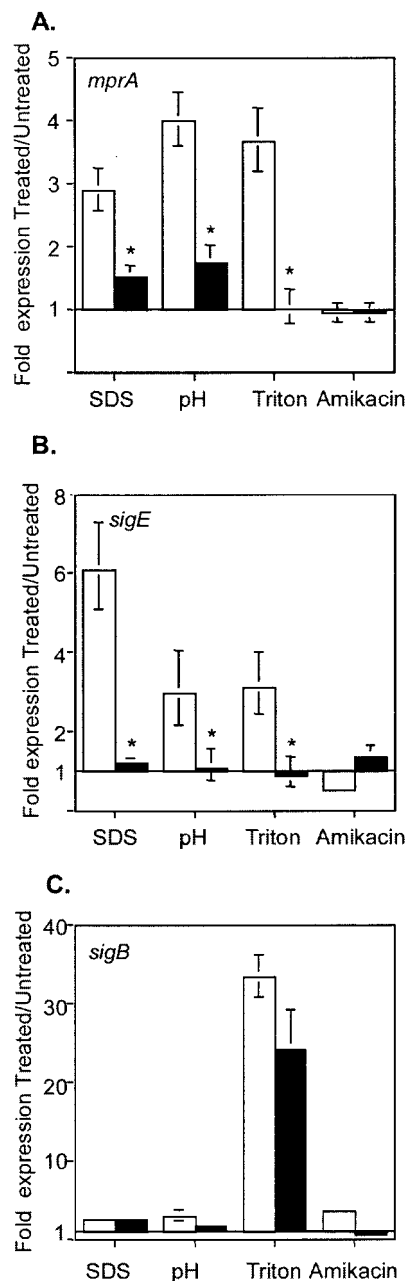 A.
mprA
Fold expression Treated/Untreated
5
4
3
2
1
*
*
*
SDS pH Triton Amikacin
B.
sigE
Fold expression Treated/Untreated
8
6
4
2
1
*
*
*
SDS pH Triton Amikacin
C.
sigB
Fold expression Treated/Untreated
40
30
20
10
1
SDS pH Triton Amikacin